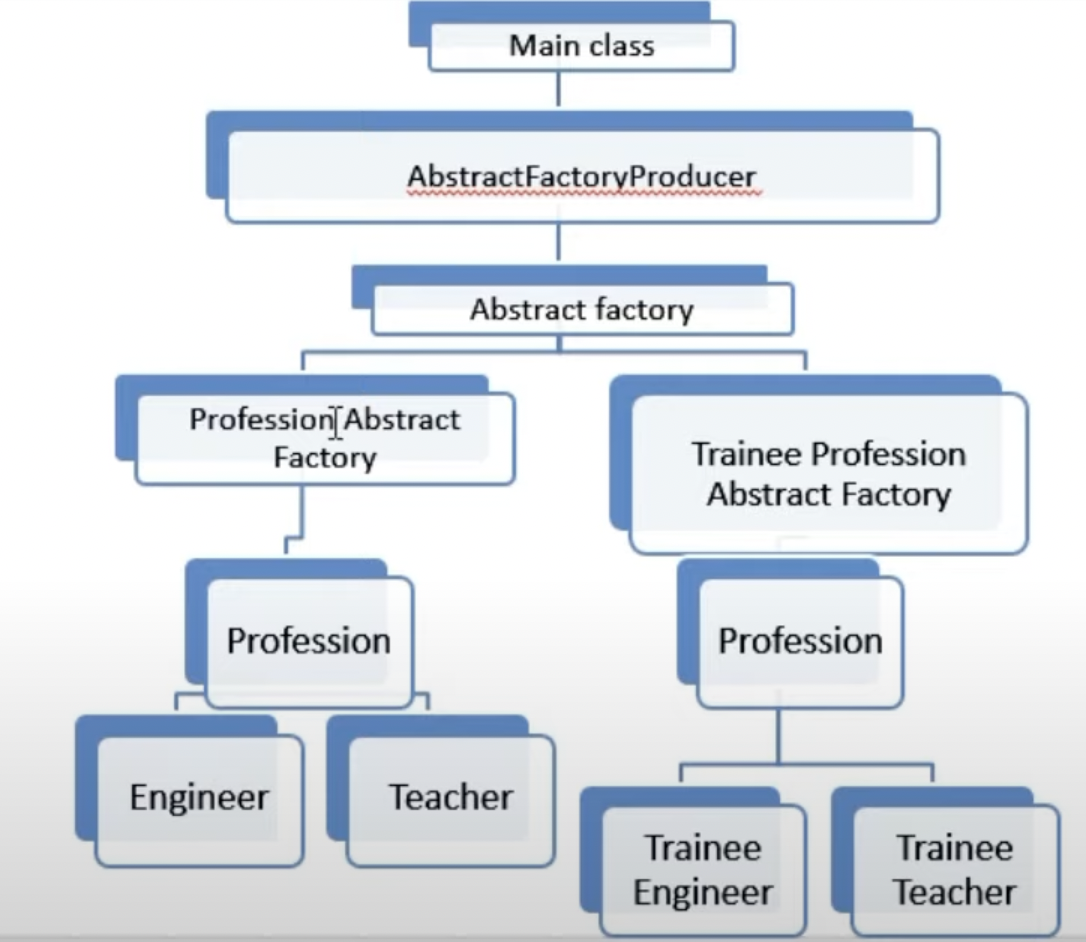 Main class
AbstractFactoryProducer
Abstract factory
Profession Abstract
Factory
Trainee Profession
Abstract Factory
Profession
Profession
Engineer
Teacher
Trainee
Engineer
Trainee
Teacher